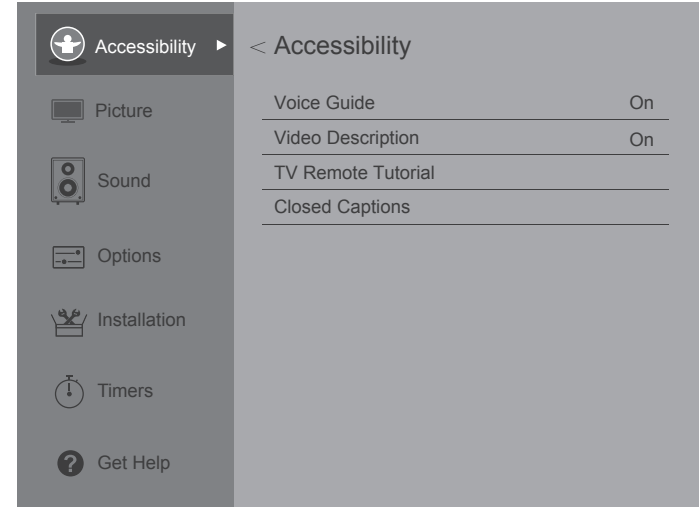 Accessibility
Picture
Sound
Options
Installation
Timers
Get Help
< Accessibility
Voice Guide On
Video Description On
TV Remote Tutorial
Closed Captions